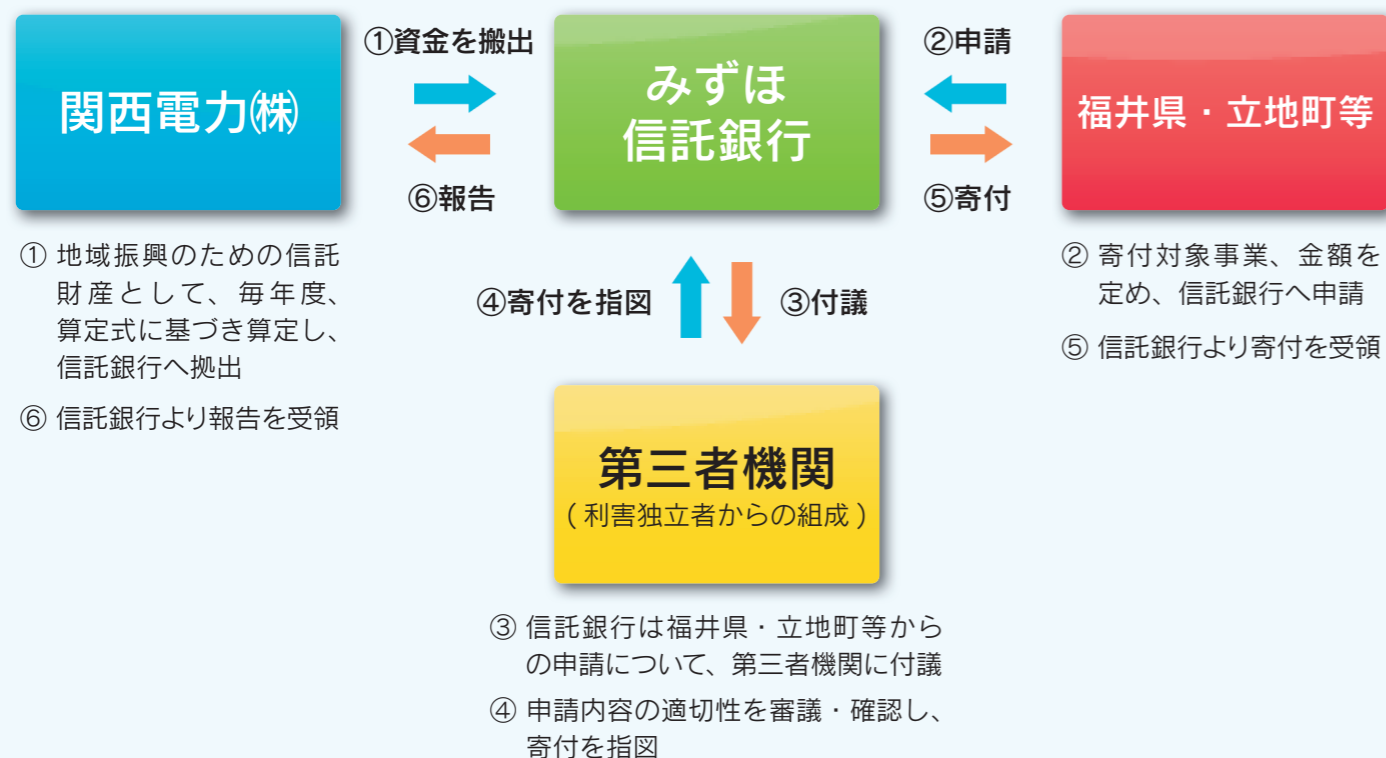 関西電力㈱
①資金を搬出
⑥報告
みずほ
信託銀行
②申請
⑤寄付
福井県・立地町等
① 地域振興のための信託
財産として、毎年度、
算定式に基づき算定し、
信託銀行へ拠出
⑥ 信託銀行より報告を受領
④寄付を指図
③付議
② 寄付対象事業、金額を
定め、信託銀行へ申請
⑤ 信託銀行より寄付を受領
第三者機関
(利害独立者からの組成)
③ 信託銀行は福井県・立地町等から
の申請について、第三者機関に付議
④ 申請内容の適切性を審議・確認し、
寄付を指図